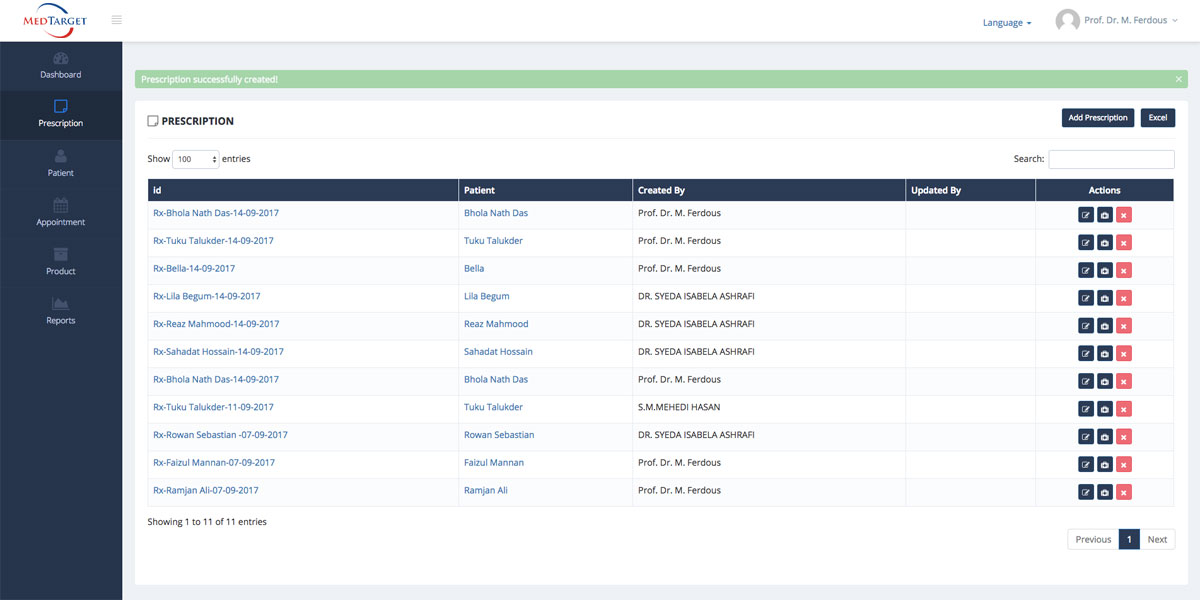 MEDTARGET
Language
Prof. Dr. M. Ferdous
Dashboard
Prescription
Patient
Appointment
Product
Reports
Prescription successfully created!
×
PRESCRIPTION
Add Prescription Excel
Show 100 entries Search:
Id Patient Created By Updated By Actions
Rx-Bhola Nath Das-14-09-2017 Bhola Nath Das Prof. Dr. M. Ferdous
Rx-Tuku Talukder-14-09-2017 Tuku Talukder Prof. Dr. M. Ferdous
Rx-Bella-14-09-2017 Bella Prof. Dr. M. Ferdous
Rx-Lila Begum-14-09-2017 Lila Begum DR. SYEDA ISABELA ASHRAFI
Rx-Reaz Mahmood-14-09-2017 Reaz Mahmood DR. SYEDA ISABELA ASHRAFI
Rx-Sahadat Hossain-14-09-2017 Sahadat Hossain DR. SYEDA ISABELA ASHRAFI
Rx-Bhola Nath Das-14-09-2017 Bhola Nath Das Prof. Dr. M. Ferdous
Rx-Tuku Talukder-11-09-2017 Tuku Talukder S.M.MEHEDI HASAN
Rx-Rowan Sebastian -07-09-2017 Rowan Sebastian DR. SYEDA ISABELA ASHRAFI
Rx-Faizul Mannan-07-09-2017 Faizul Mannan Prof. Dr. M. Ferdous
Rx-Ramjan Ali-07-09-2017 Ramjan Ali Prof. Dr. M. Ferdous
Showing 1 to 11 of 11 entries
Previous 1 Next